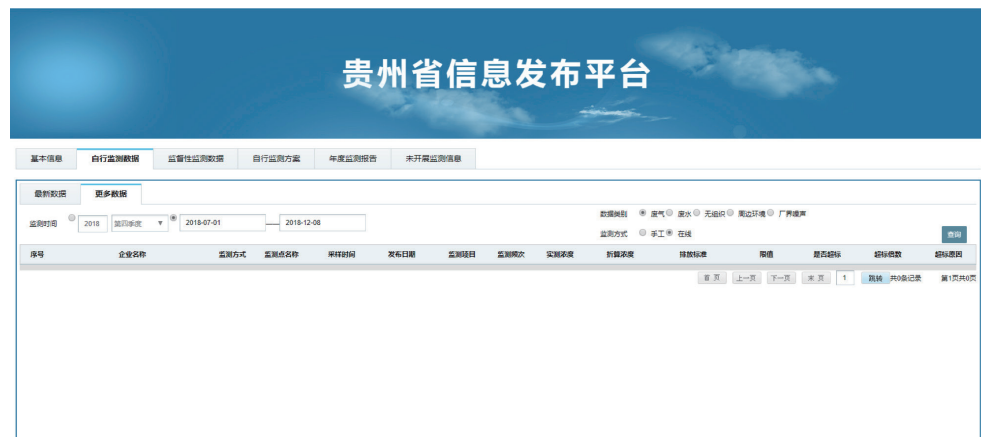 贵州省信息发布平台
基本信息 自行监测数据 监督性监测数据 自行监测方案 年度监测报告 未开展监测信息
最新数据 更多数据
监测时间 2018 第四季度 2018-07-01 2018-12-08 数据类别 废气 废水 无组织 周边环境 厂界噪声
监测方式 手工 在线 查询
序号 企业名称 监测方式 监测点名称 采样时间 发布日期 监测项目 监测频次 实测浓度 折算浓度 排放标准 限值 是否超标 超标倍数 超标原因
首 页 上一页 下一页 末 页 1 跳转 共0条记录 第1页共0页